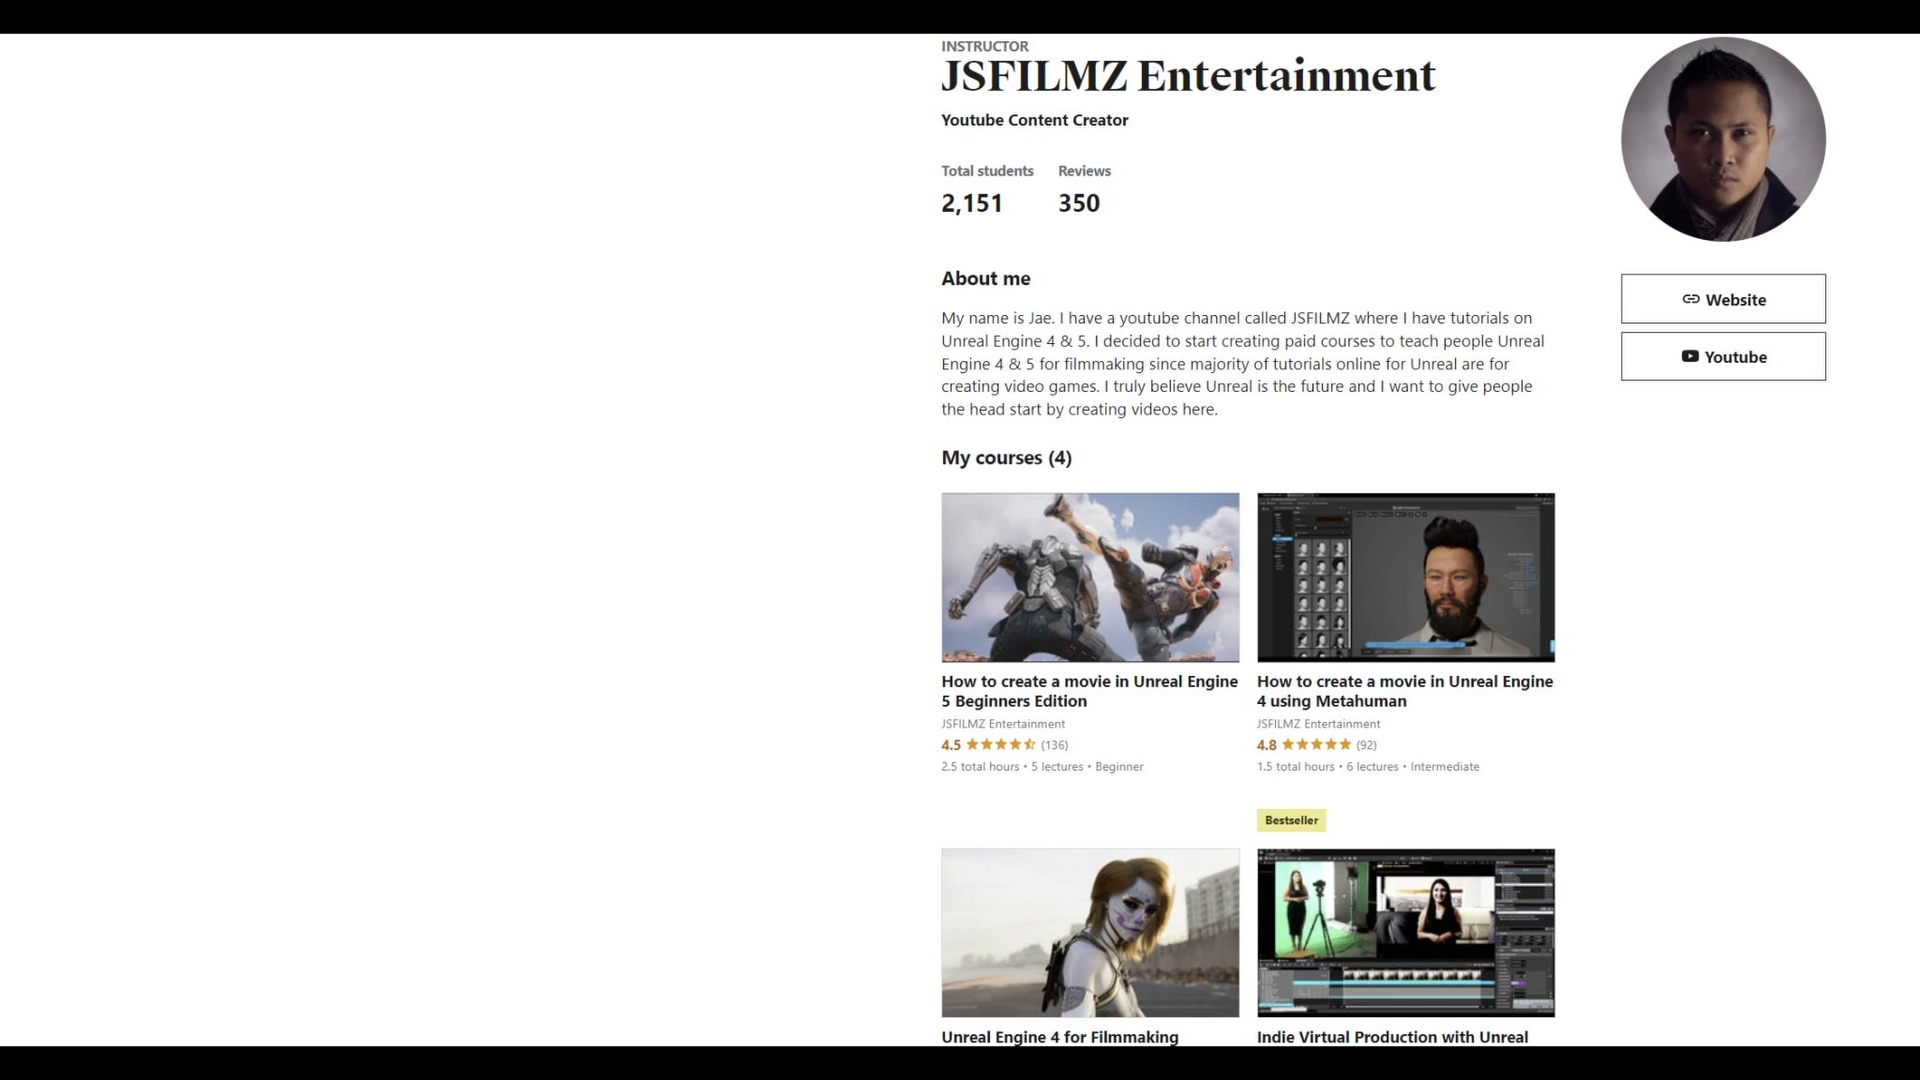 INSTRUCTOR
JSFILMZ Entertainment
Youtube Content Creator
Total students
Reviews
2,151
350
About me
My name is Jae. I have a youtube channel called JSFILMZ where I have tutorials on
Unreal Engine 4 & 5. I decided to start creating paid courses to teach people Unreal
Engine 4 & 5 for filmmaking since majority of tutorials online for Unreal are for
creating video games. I truly believe Unreal is the future and I want to give people
the head start by creating videos here.
Website
Youtube
My courses (4)
How to create a movie in Unreal Engine
5 Beginners Edition
JSFILMZ Entertainment
4.5 (136)
2.5 total hours • 5 lectures • Beginner
How to create a movie in Unreal Engine
4 using Metahuman
JSFILMZ Entertainment
4.8 (92)
1.5 total hours • 6 lectures • Intermediate
Bestseller
Unreal Engine 4 for Filmmaking
Indie Virtual Production with Unreal